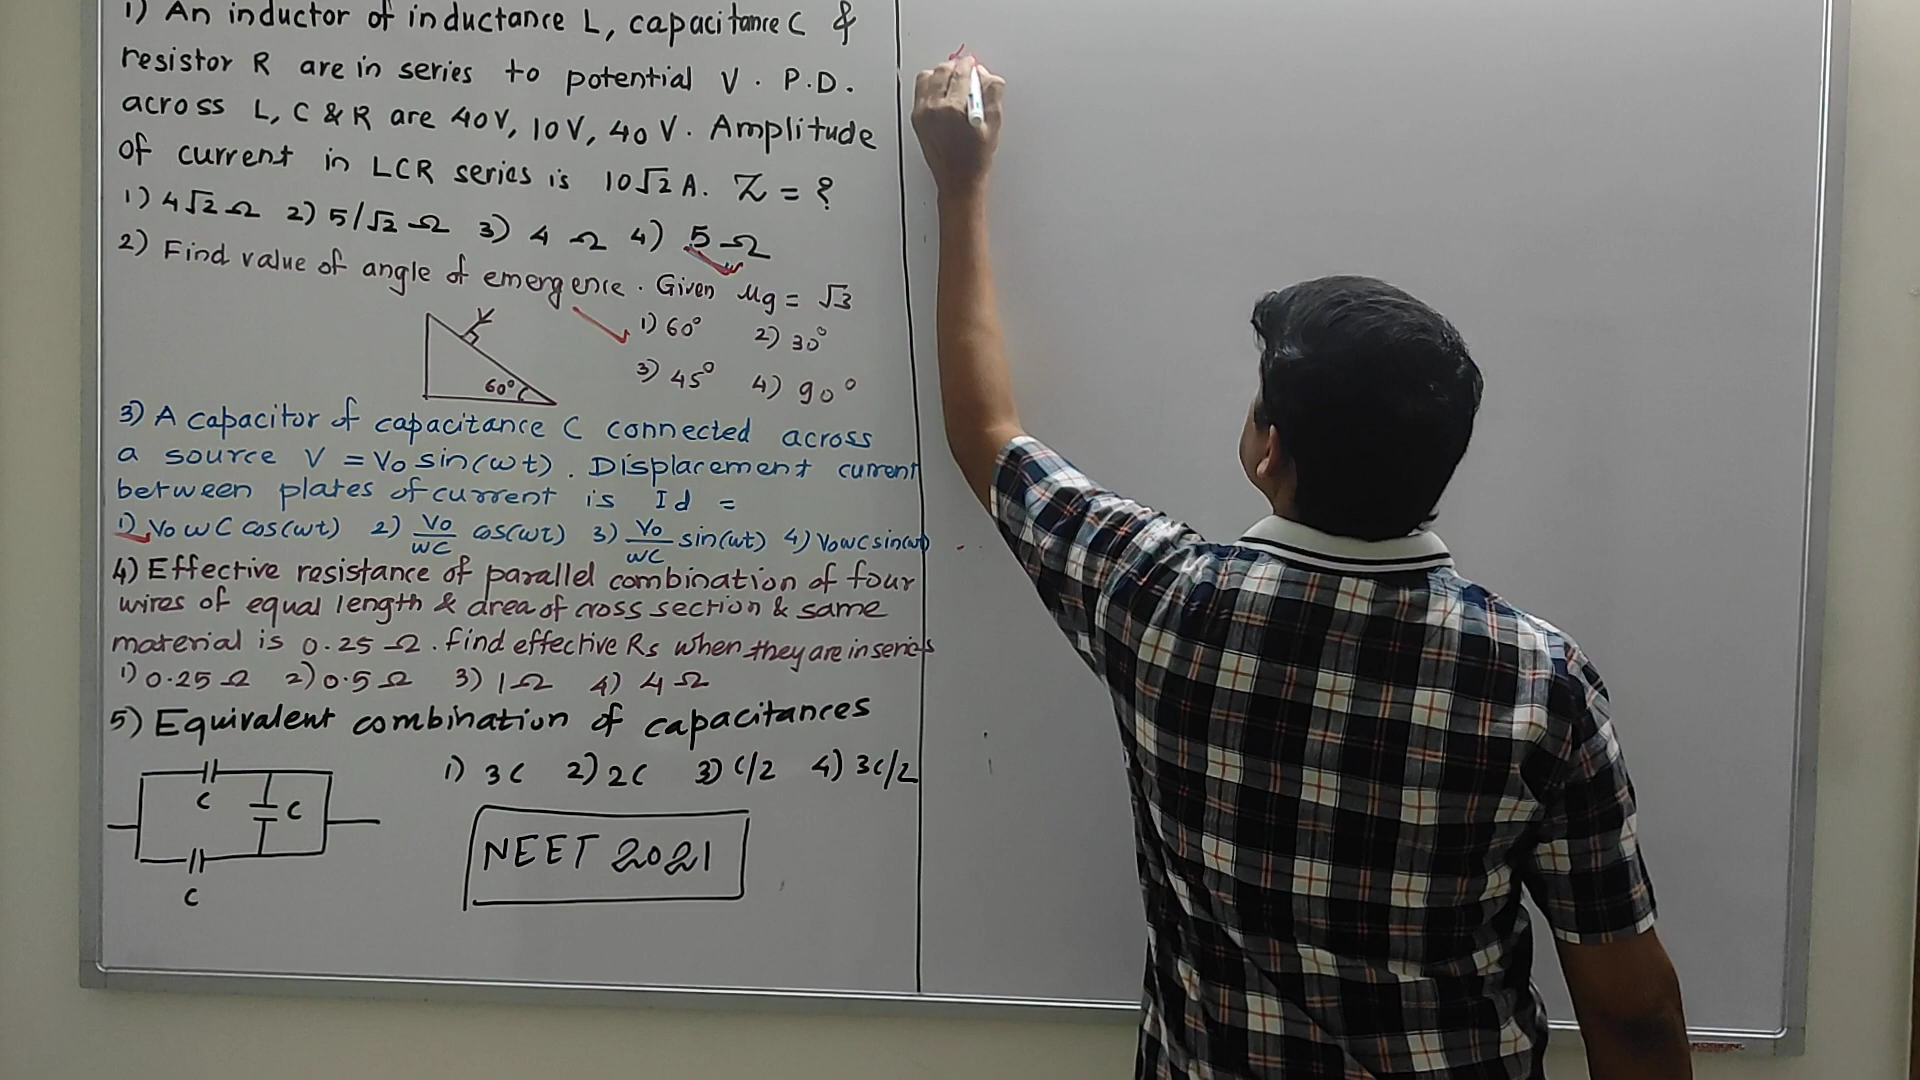 1) An inductor of inductance L, capacitance C &
resistor R are in series to potential V. P.D.
across L, C & R are 40V, 10V, 40V. Amplitude
of current in LCR series is 10√2 A. Z = ?
1) 4√2 Ω 2) 5/√2 Ω 3) 4 Ω 4) 5 Ω
2) Find value of angle of emergence. Given μg = √3
1) 60° 2) 30°
3) 45° 4) 90°
60°
3) A capacitor of capacitance C connected across
a source V = Vo sin(ωt). Displacement current
between plates of current is Id =
1) Vo ω C cos(ωt) 2) Vo/ωC cos(ωt) 3) Vo/ωC sin(ωt) 4) VoωC sin(ωt)
4) Effective resistance of parallel combination of four
wires of equal length & area of cross section & same
material is 0.25 Ω. find effective Rs when they are in series
1) 0.25 Ω 2) 0.5 Ω 3) 1 Ω 4) 4 Ω
5) Equivalent combination of capacitances
1) 3C 2) 2C 3) C/2 4) 3C/2
C
C
C
NEET 2021